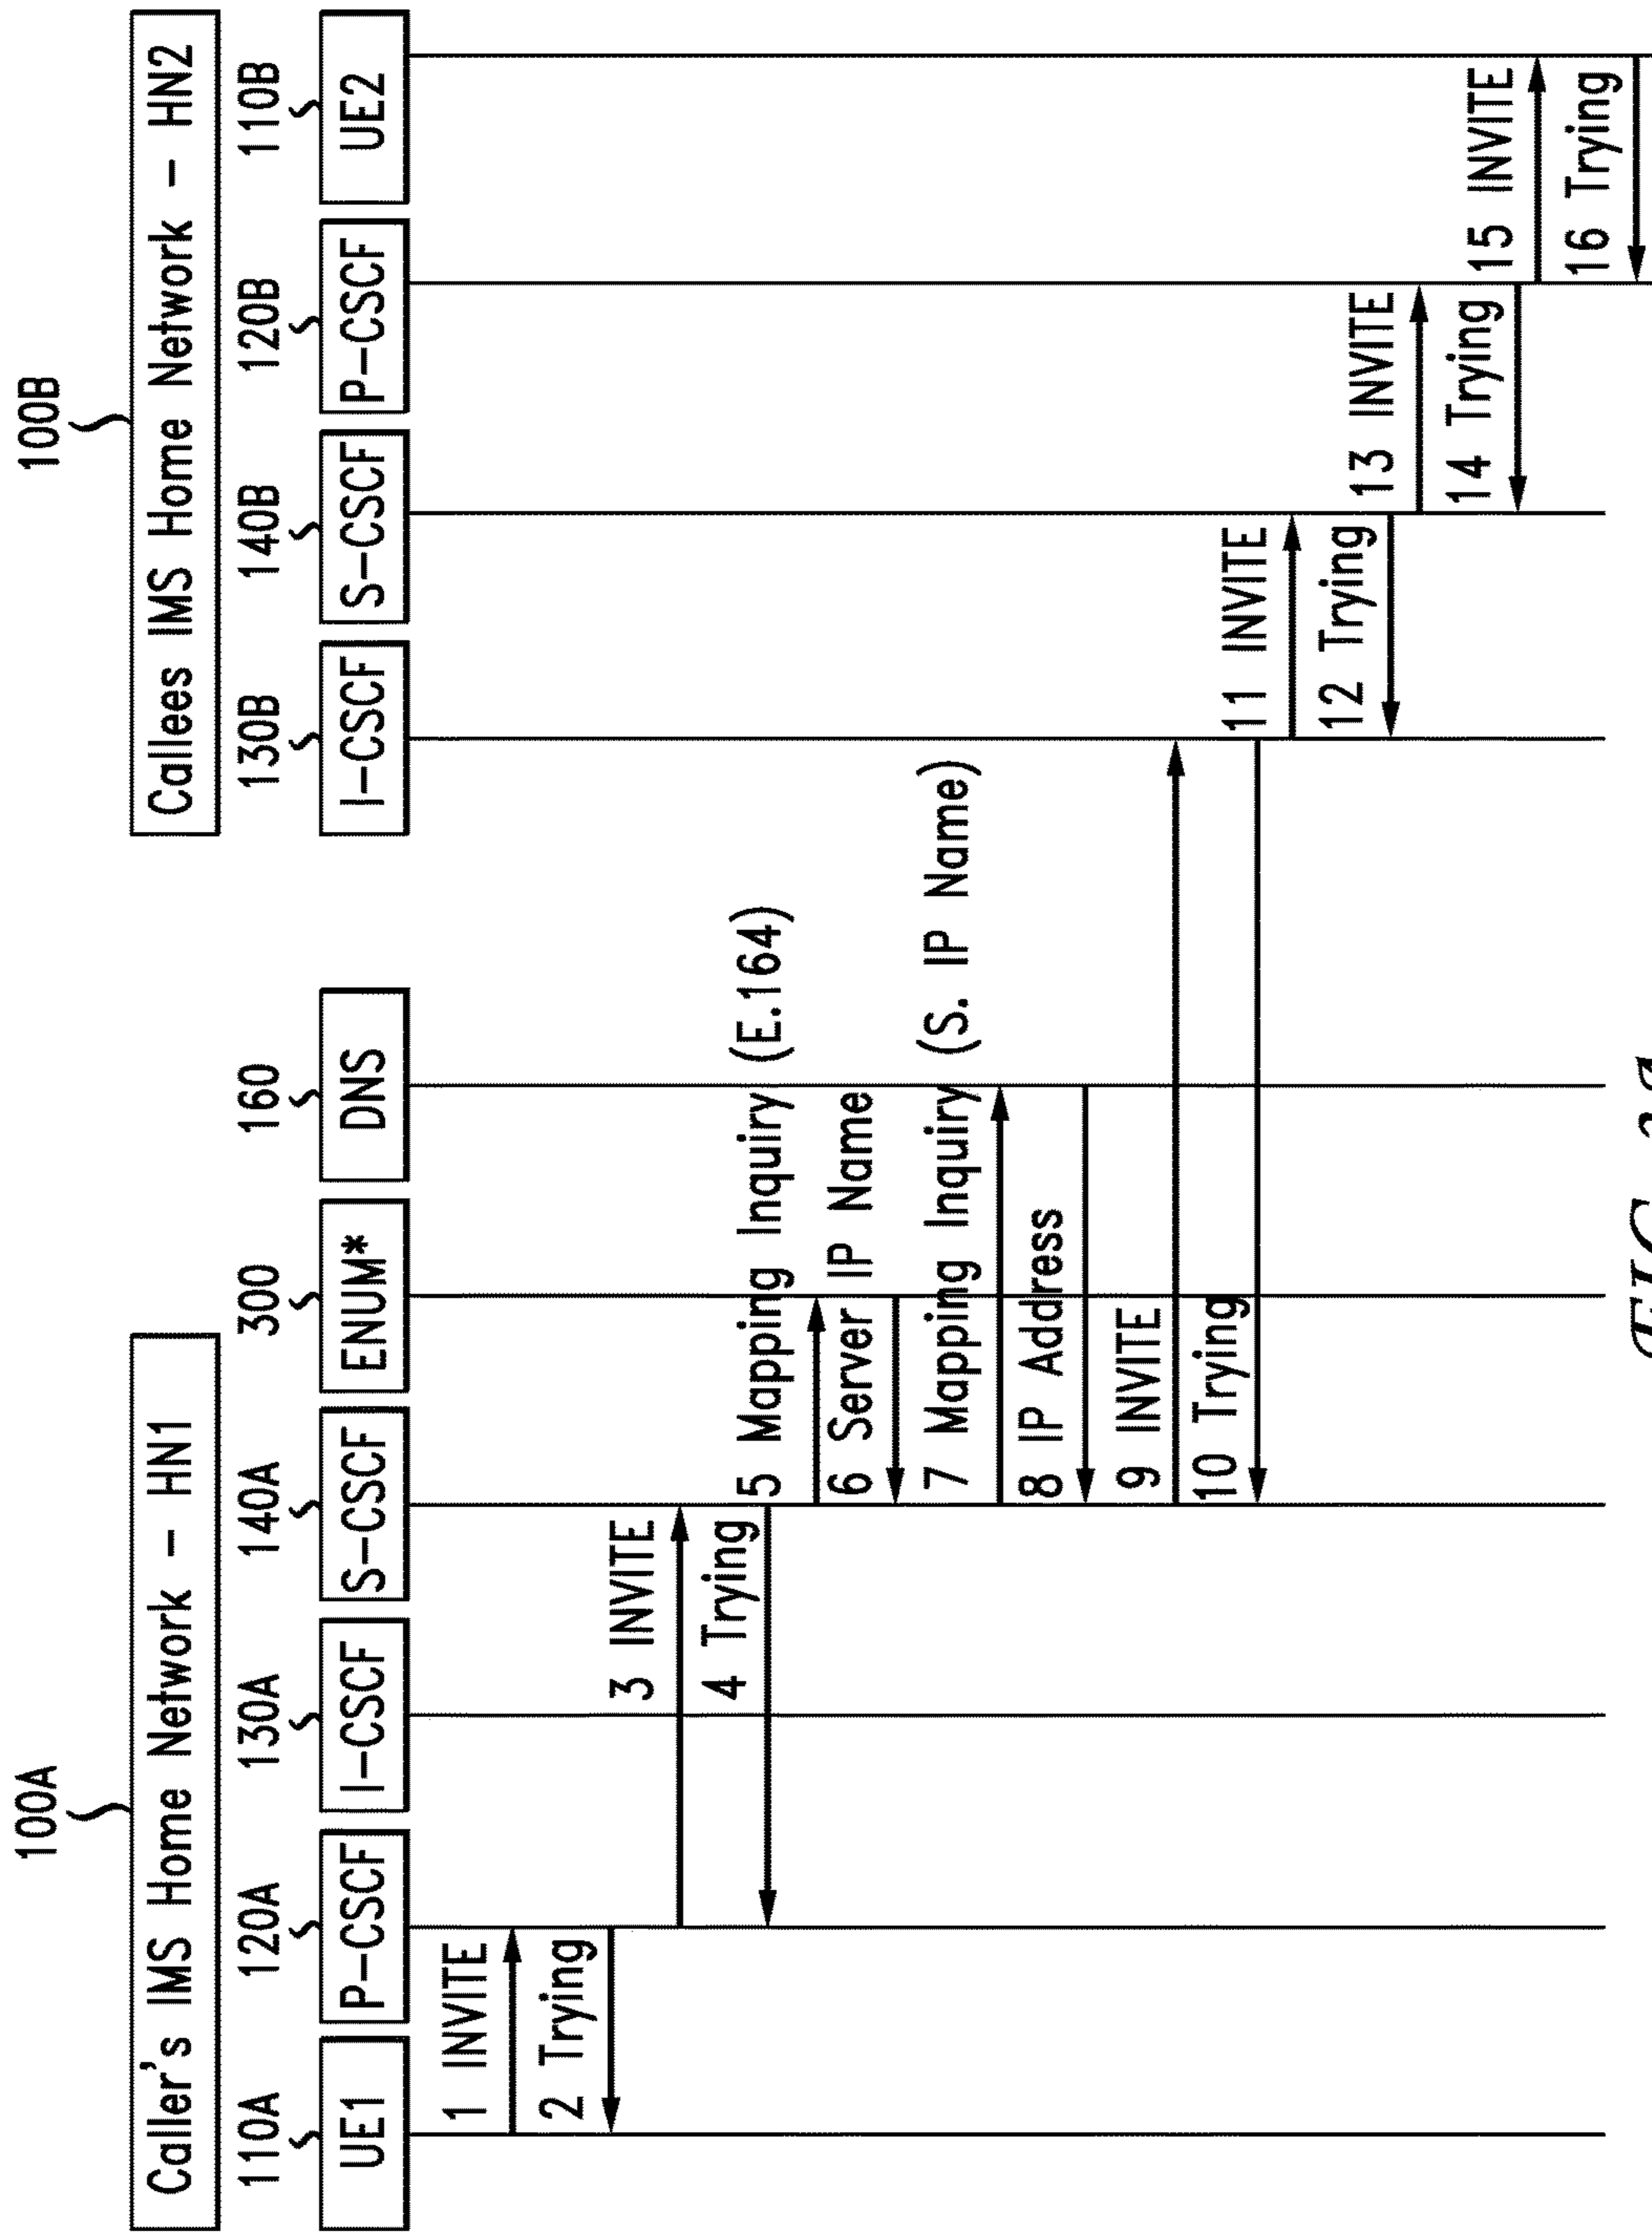 100A
100B
Caller's IMS Home Network – HN1
Callees IMS Home Network – HN2
110A
120A
130A
140A
300
160
130B
140B
120B
110B
UE1
P–CSCF
I–CSCF
S–CSCF
ENUM*
DNS
I–CSCF
S–CSCF
P–CSCF
UE2
1 INVITE
2 Trying
3 INVITE
4 Trying
5 Mapping Inquiry (E.164)
6 Server IP Name
7 Mapping Inquiry (S. IP Name)
8 IP Address
9 INVITE
10 Trying
11 INVITE
12 Trying
13 INVITE
14 Trying
15 INVITE
16 Trying
FIG.